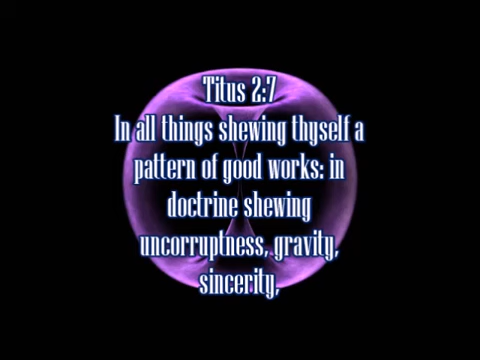 Titus 2:7
In all things shewing thyself a
pattern of good works: in
doctrine shewing
uncorruptness, gravity,
sincerity,